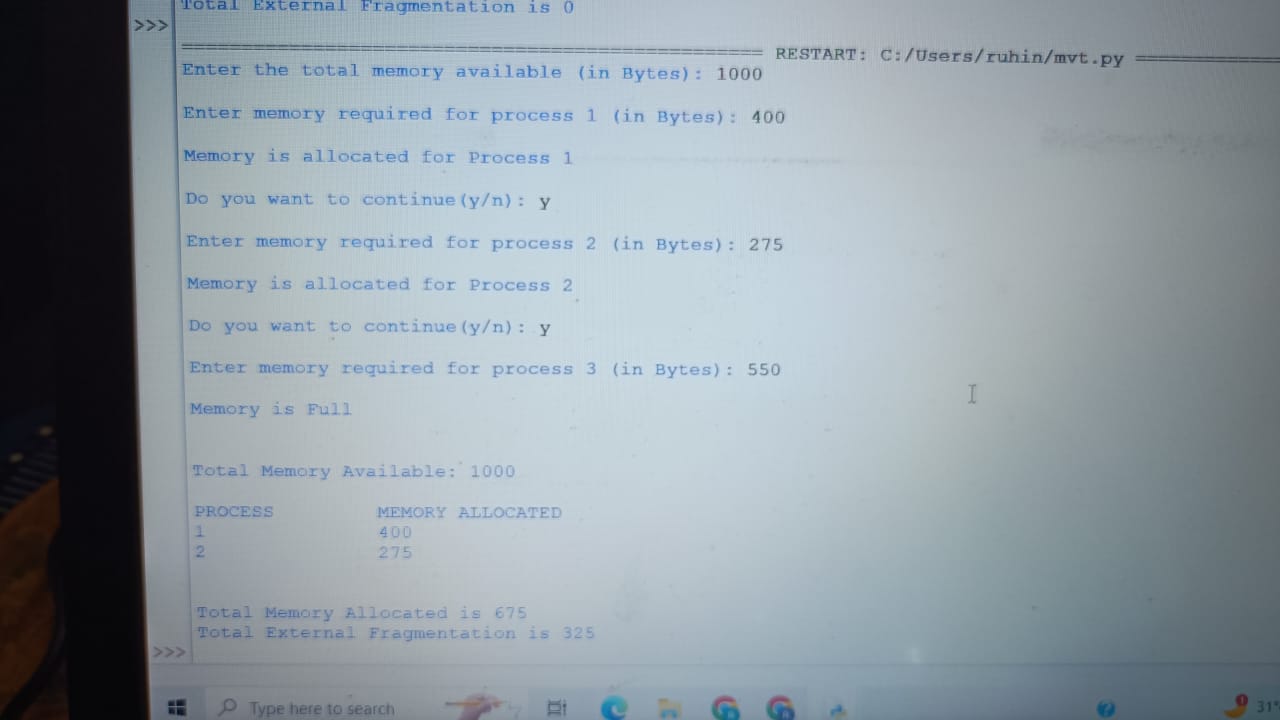 Total External Fragmentation is 0
>>>
RESTART: C:/Users/ruhin/mvt.py
Enter the total memory available (in Bytes): 1000
Enter memory required for process 1 (in Bytes): 400
Memory is allocated for Process 1
Do you want to continue(y/n): y
Enter memory required for process 2 (in Bytes): 275
Memory is allocated for Process 2
Do you want to continue(y/n): y
Enter memory required for process 3 (in Bytes): 550
Memory is Full
Total Memory Available: 1000
PROCESS MEMORY ALLOCATED
1 400
2 275
Total Memory Allocated is 675
Total External Fragmentation is 325
>>>
Type here to search
31°